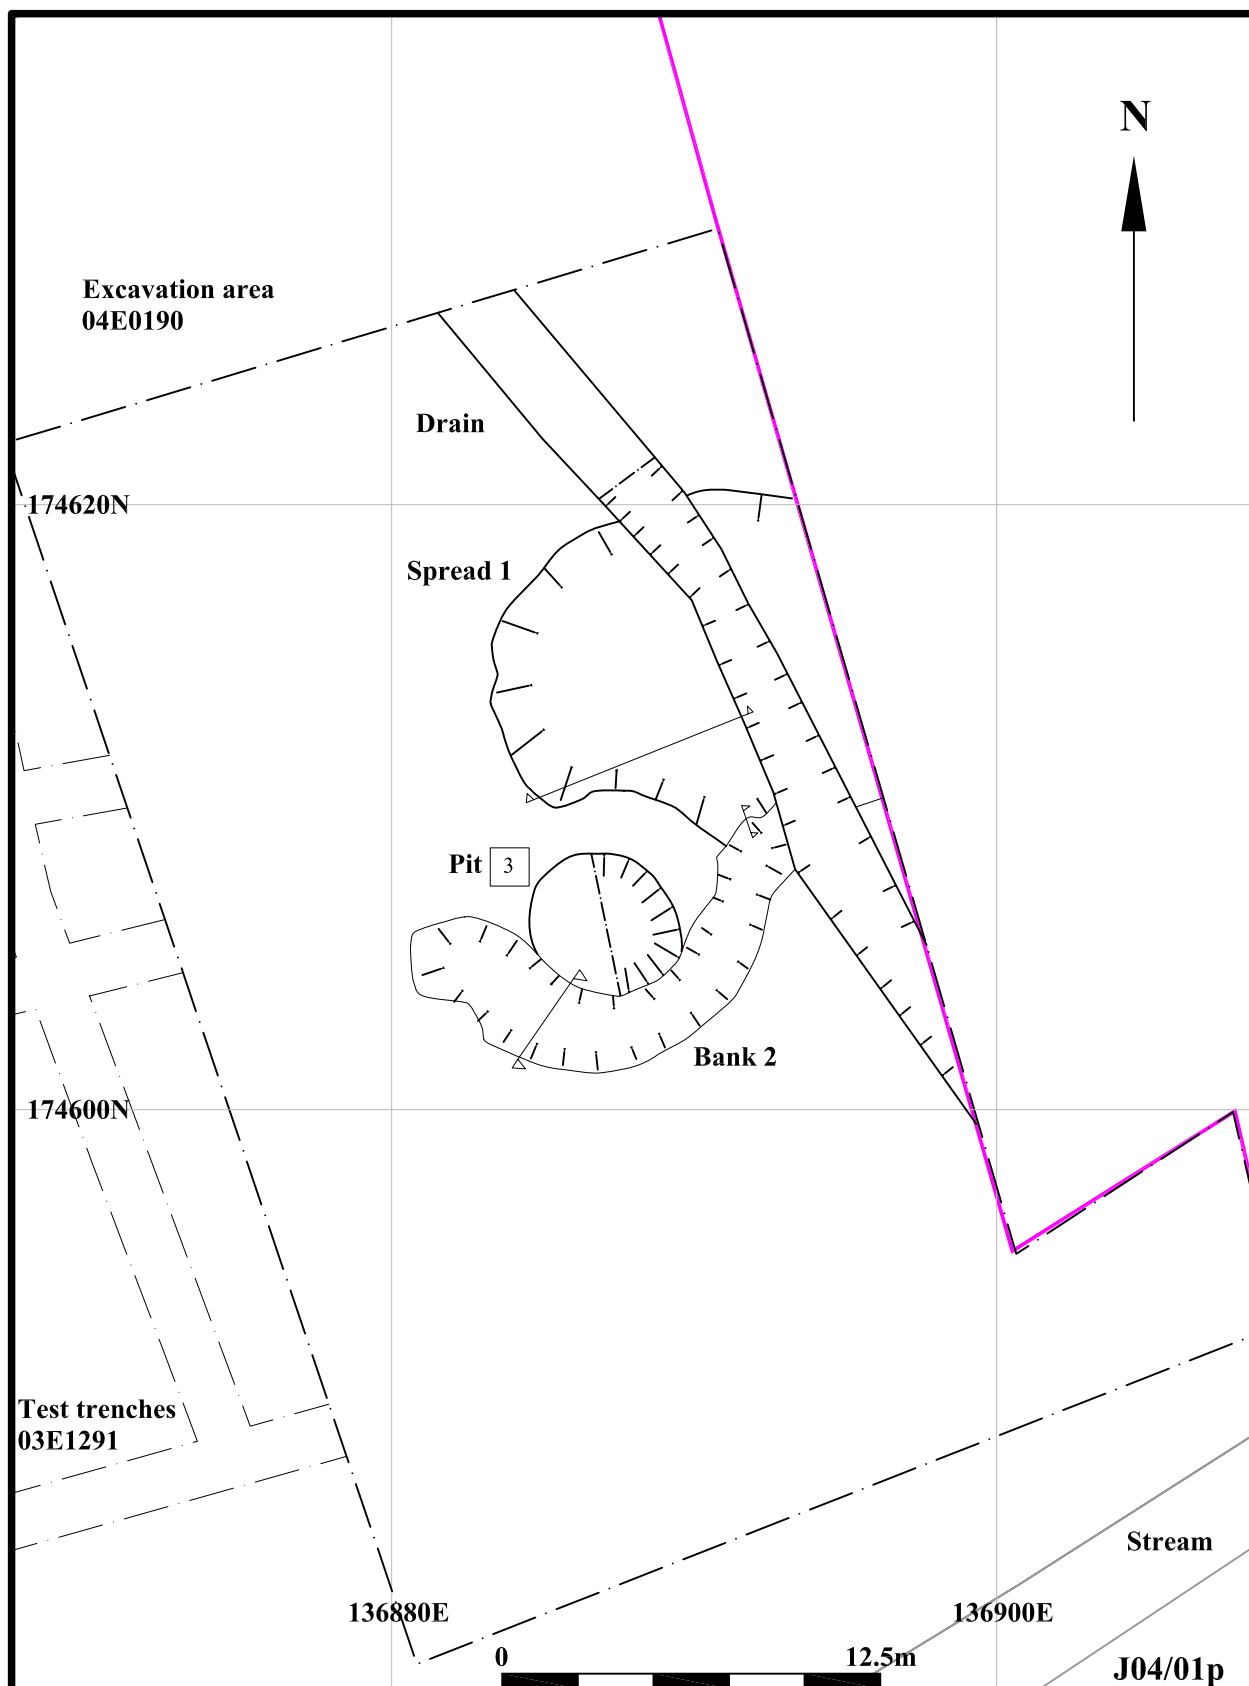 N
Excavation area
04E0190
Drain
174620N
Spread 1
Pit 3
Bank 2
174600N
Test trenches
03E1291
Stream
136880E
136900E
0
12.5m
J04/01p